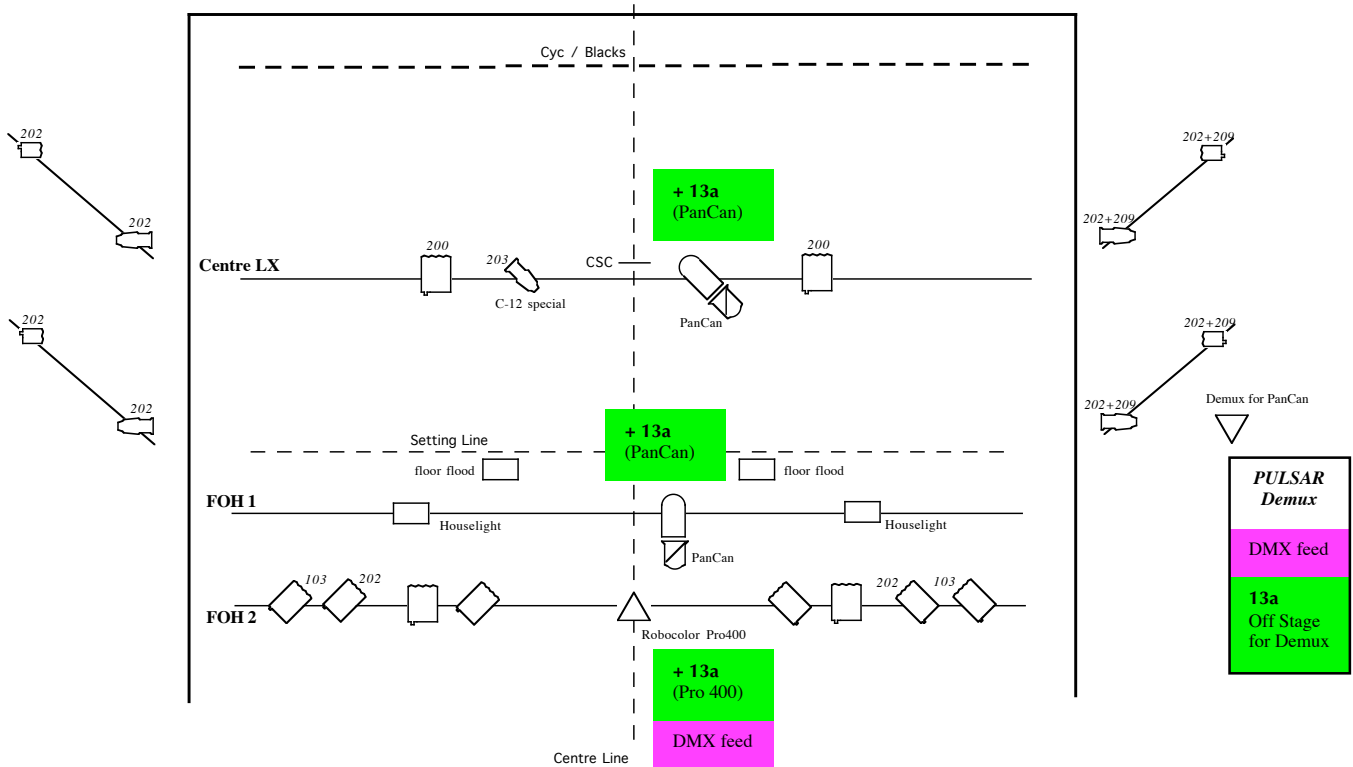 Cyc / Blacks
202
202+209
+ 13a
(PanCan)
202
202+209
200
203
CSC
200
Centre LX
C-12 special
PanCan
202
202+209
202
202+209
Demux for PanCan
+ 13a
(PanCan)
Setting Line
floor flood
floor flood
PULSAR
Demux
FOH 1
Houselight
Houselight
DMX feed
PanCan
103
202
202
103
13a
Off Stage
for Demux
FOH 2
Robocolor Pro400
+ 13a
(Pro 400)
DMX feed
Centre Line